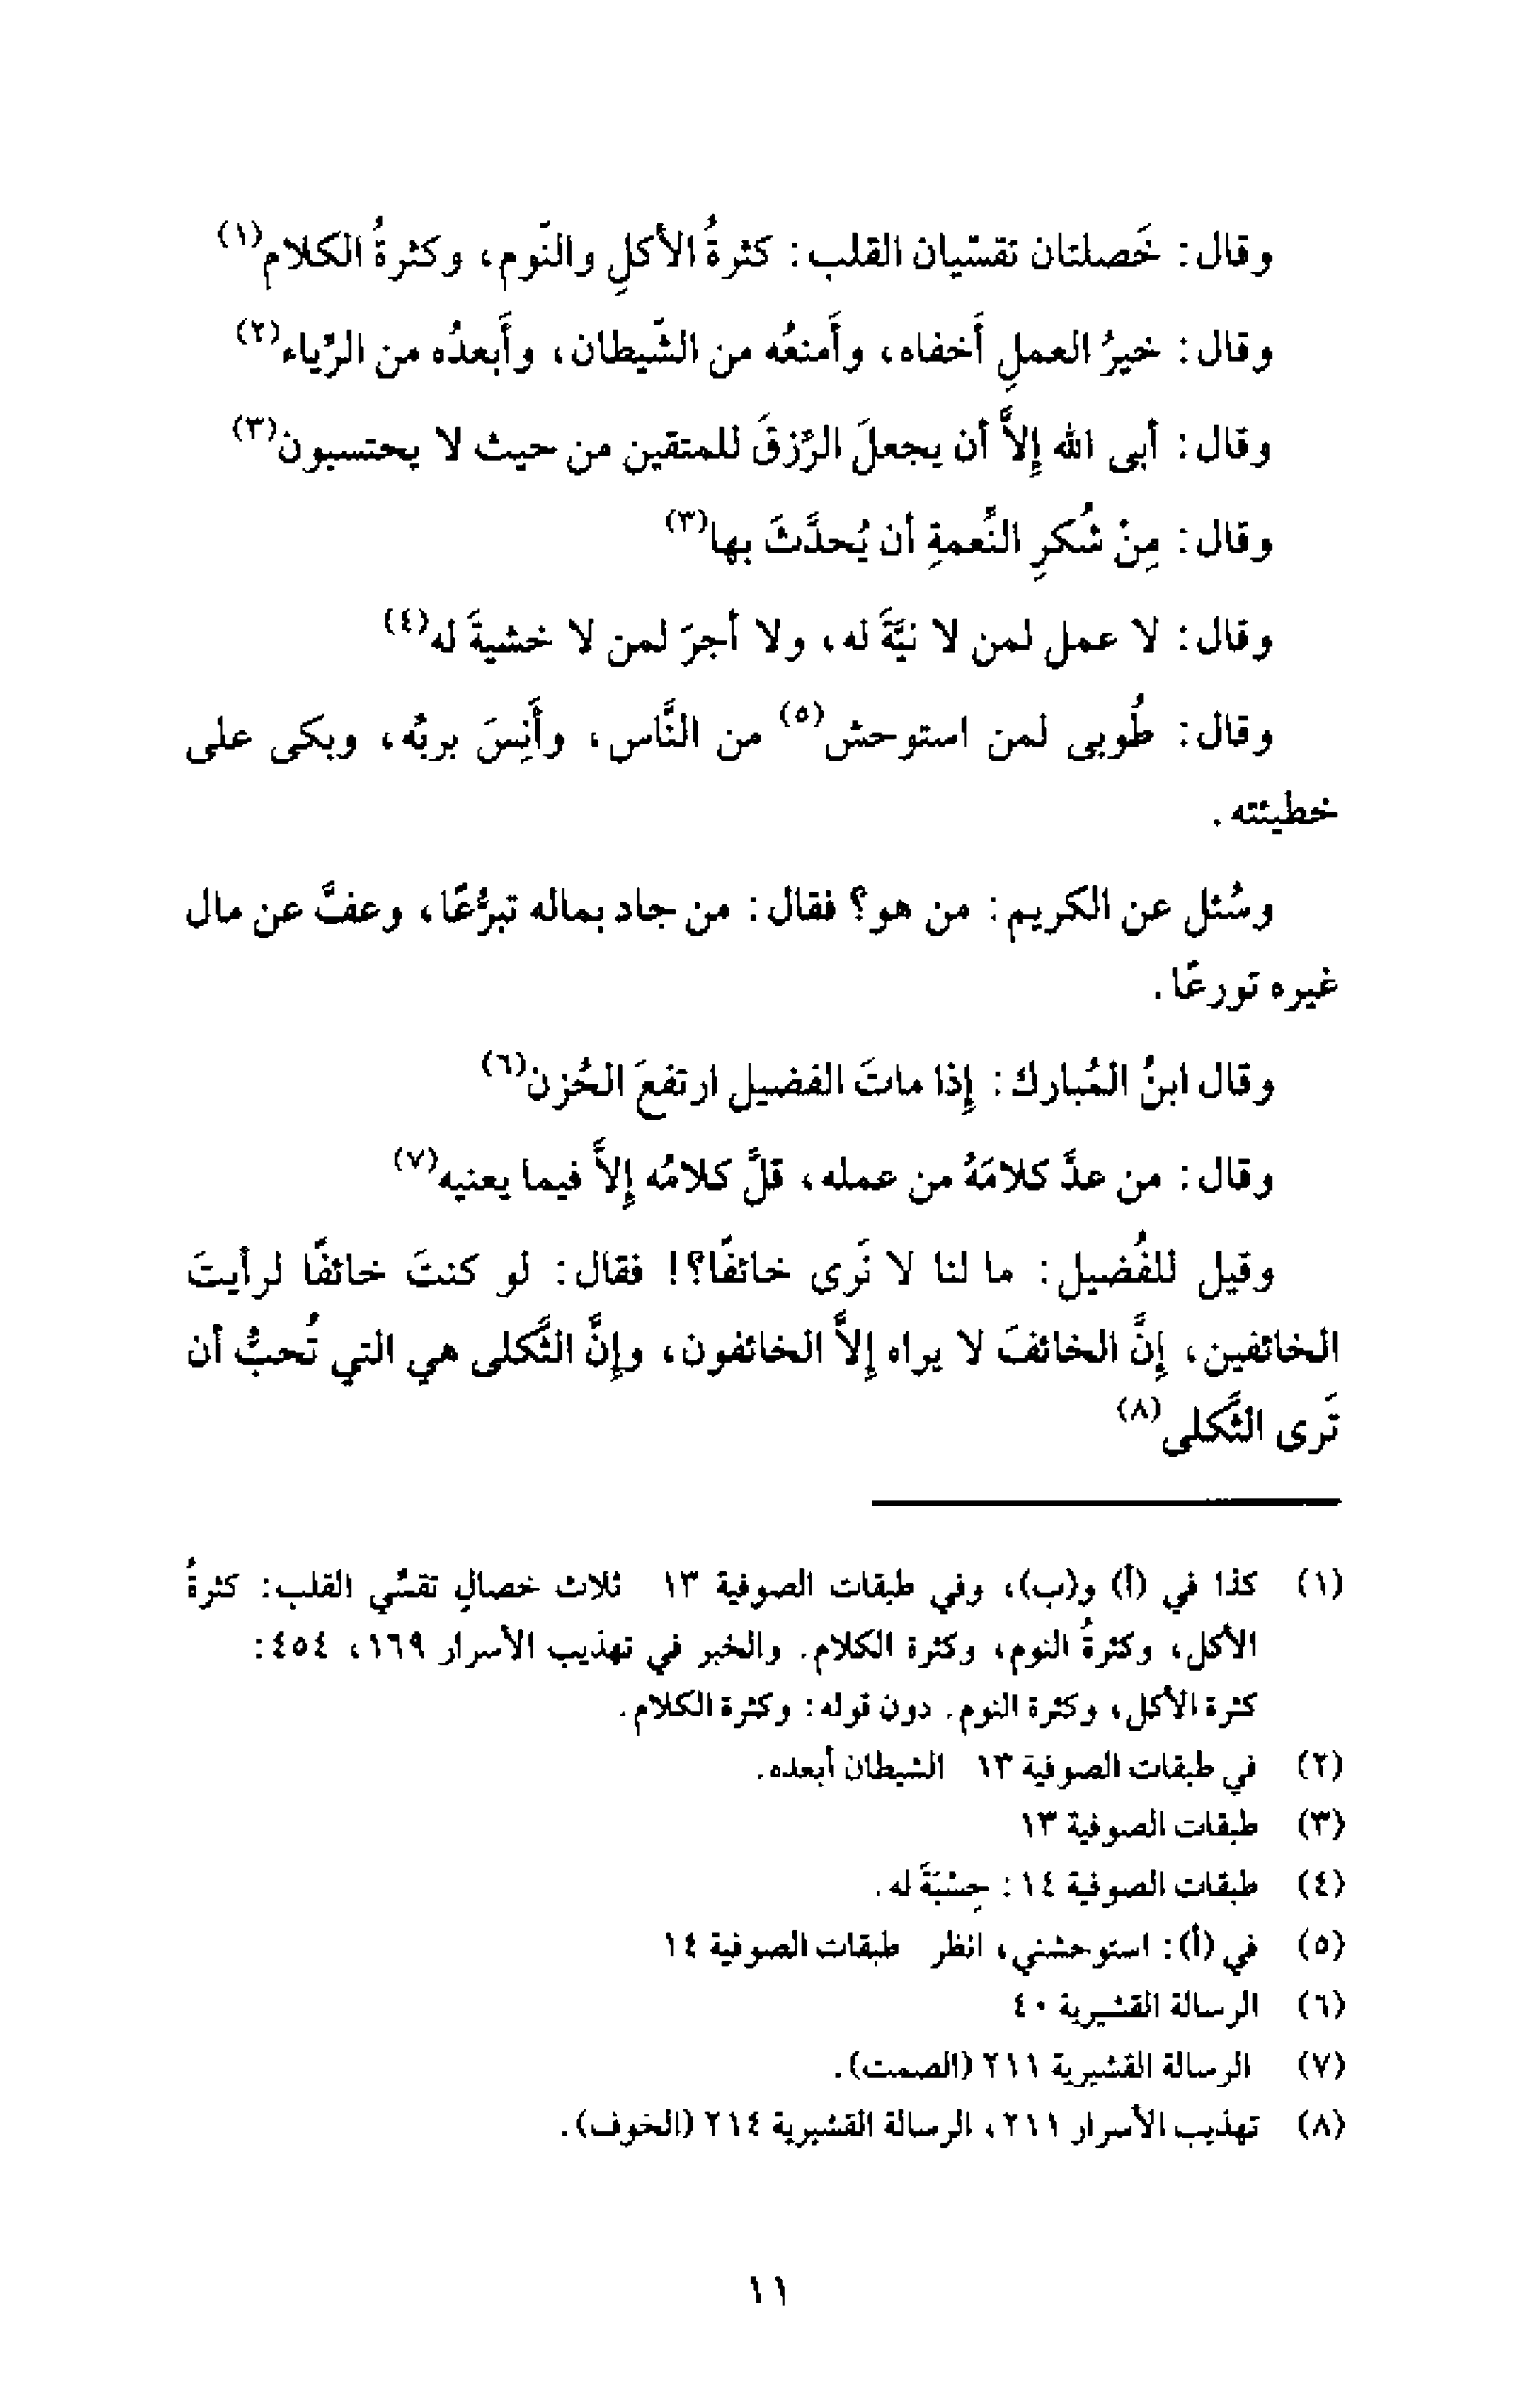 وقال: خَصلتان تقسّيان القلب: كثرةُ الأكلِ والنَّوم، وكثرةُ الكلام(١)
وقال: خيرُ العملِ أَخفاه، وأَمنعُه من الشَّيطان، وأَبعدُه من الرِّياء(٢)
وقال: أبى الله إلاَّ أن يجعلَ الرِّزقَ للمتقين من حيث لا يحتسبون(٣)
وقال: مِنْ شُكرِ النِّعمةِ أن يُحدَّثَ بها(٣)
وقال: لا عمل لمن لا نيَّةَ له، ولا أجرَ لمن لا خشيةَ له(٤)
وقال: طُوبى لمن استوحش(٥) من النَّاس، وأَنِسَ بربِّه، وبكى على
خطيئته.
وسُئل عن الكريم: من هو؟ فقال: من جاد بماله تبرُّعًا، وعفَّ عن مال
غيره تورعًا.
وقال ابنُ المُبارك: إذا ماتَ الفضيل ارتفعَ الحُزن(٦)
وقال: من عدَّ كلامَهُ من عمله، قلَّ كلامُه إلاَّ فيما يعنيه(٧)
وقيل للفُضيل: ما لنا لا نَرى خائفًا؟! فقال: لو كنتَ خائفًا لرأيتَ
الخائفين، إنَّ الخائفَ لا يراه إلاَّ الخائفون، وإنَّ الثَّكلى هي التي تُحبُّ أن
تَرى الثَّكلى(٨)
(١) كذا في (أ) و(ب)، وفي طبقات الصوفية ١٣ ثلاث خصالٍ تقسِّي القلب: كثرةُ
الأكل، وكثرةُ النوم، وكثرة الكلام. والخبر في تهذيب الأسرار ١٦٩، ٤٥٤:
كثرة الأكل، وكثرة النوم. دون قوله: وكثرة الكلام.
(٢) في طبقات الصوفية ١٣ الشيطان أبعده.
(٣) طبقات الصوفية ١٣
(٤) طبقات الصوفية ١٤: حِسْبَةَ له.
(٥) في (أ): استوحشني، انظر طبقات الصوفية ١٤
(٦) الرسالة القشيرية ٤٠
(٧) الرسالة القشيرية ٢١١ (الصمت).
(٨) تهذيب الأسرار ٢١١، الرسالة القشيرية ٢١٤ (الخوف).
١١